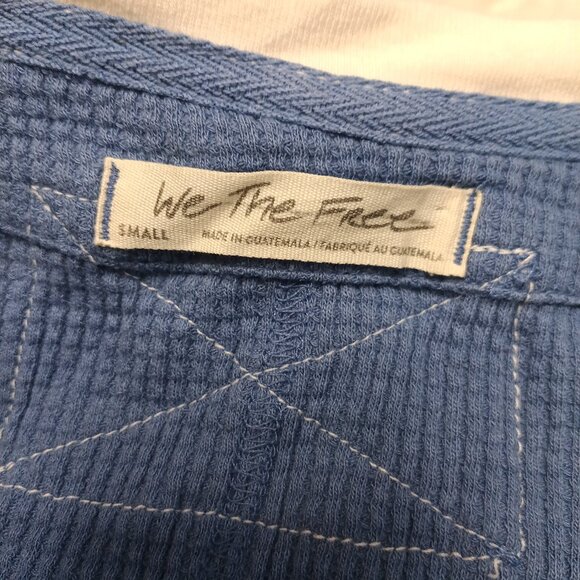 We The Free
SMALL
MADE IN GUATEMALA / FABRIQUÉ AU GUATEMALA